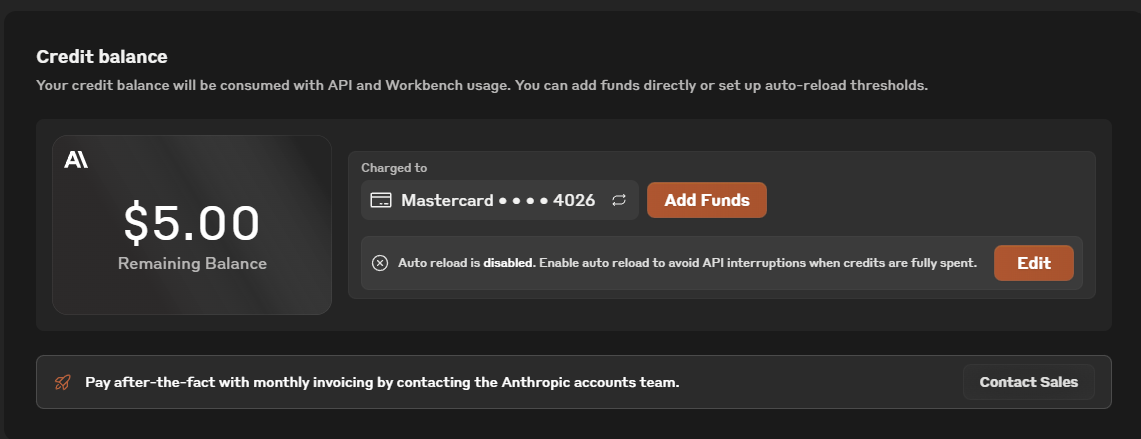 Credit balance
Your credit balance will be consumed with API and Workbench usage. You can add funds directly or set up auto-reload thresholds.
A\
$5.00
Remaining Balance
Charged to
Mastercard •••• 4026
Add Funds
Auto reload is disabled. Enable auto reload to avoid API interruptions when credits are fully spent.
Edit
Pay after-the-fact with monthly invoicing by contacting the Anthropic accounts team.
Contact Sales